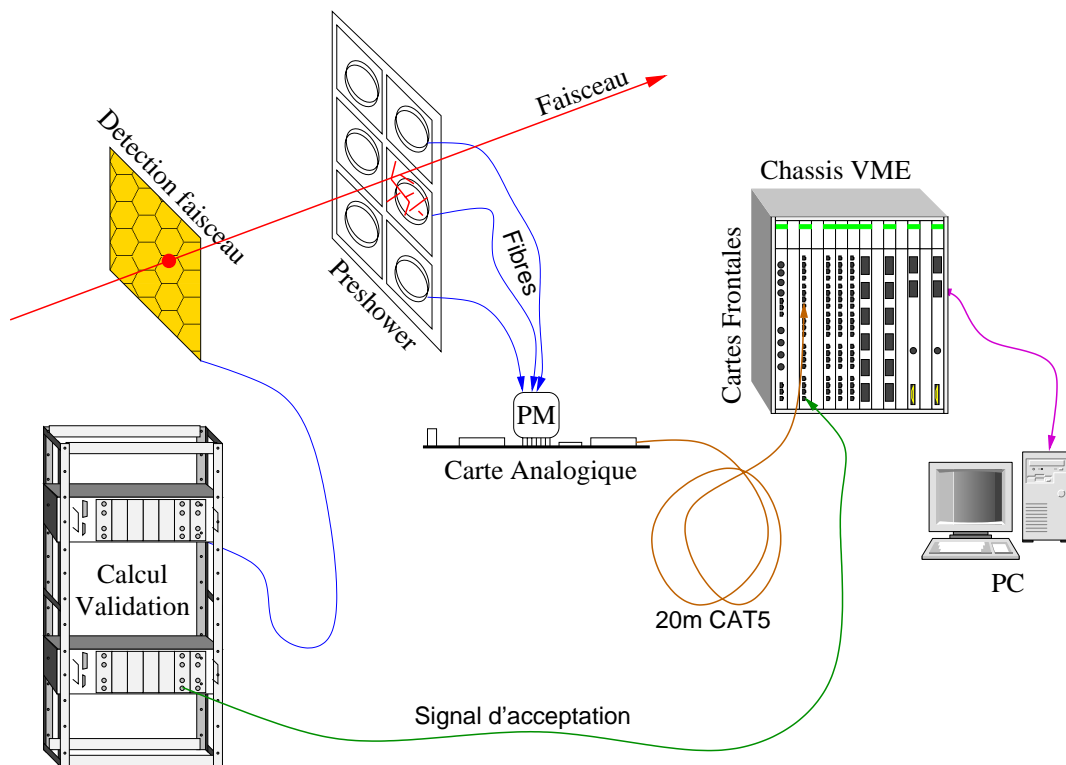 Faisceau
Detection faisceau
Preshower
Fibres
Chassis VME
Cartes Frontales
PM
Carte Analogique
20m CAT5
PC
Calcul
Validation
Signal d'acceptation